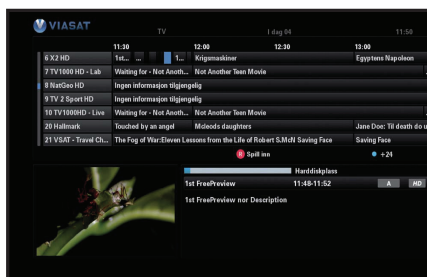 VIASAT TV I dag 04 11:50
11:30 12:00 12:30 13:00
6 X2 HD 1st... ... 1... Krigsmaskiner Egyptens Napoleon
7 TV1000 HD - Lab Waiting for - Not Anoth... Not Another Teen Movie
8 NatGeo HD Ingen informasjon tilgjengelig
9 TV 2 Sport HD Ingen informasjon tilgjengelig
10 TV1000HD - Live Waiting for - Not Anoth... Not Another Teen Movie
20 Hallmark Touched by an angel Mcleods daughters Jane Doe: Til death do u
21 VSAT - Travel Ch... The Fog of War:Eleven Lessons from the Life of Robert S.McN Saving Face Saving Face
R Spill inn +24
Harddiskplass
1st FreePreview 11:48-11:52 A HD
1st FreePreview nor Description